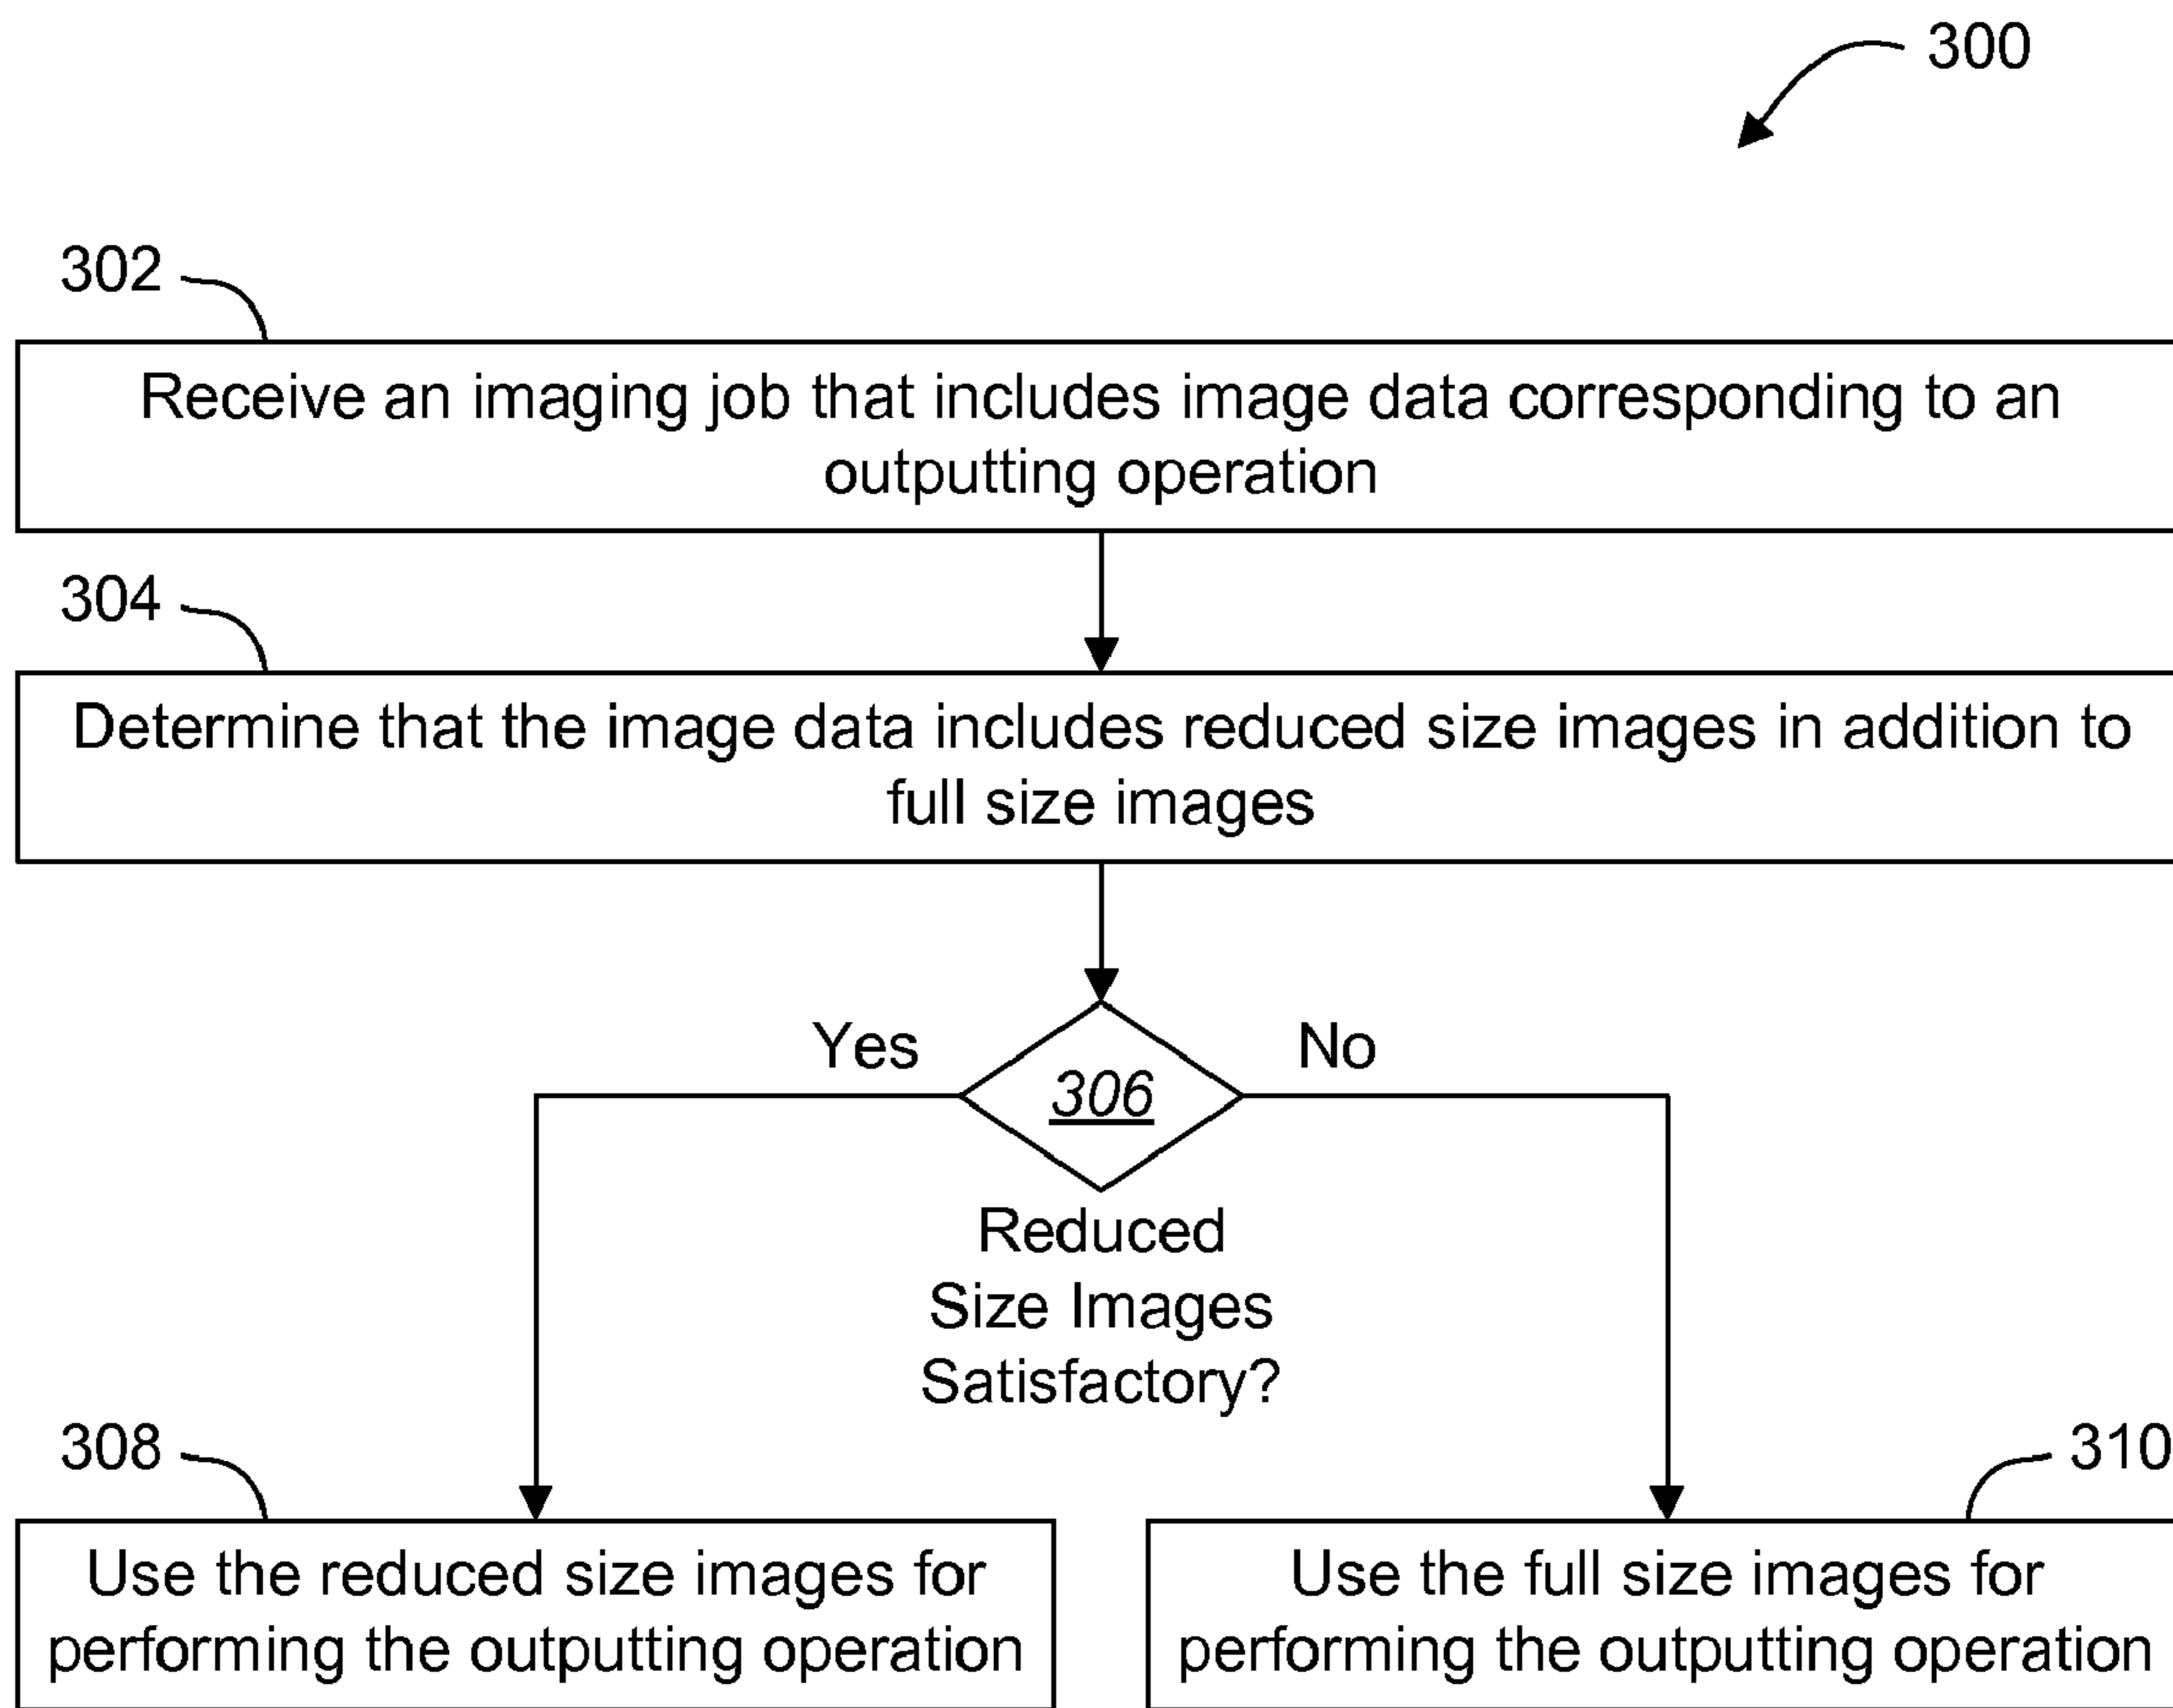 300
302
Receive an imaging job that includes image data corresponding to an
outputting operation
304
Determine that the image data includes reduced size images in addition to
full size images
Yes
No
306
Reduced
Size Images
Satisfactory?
308
310
Use the reduced size images for
performing the outputting operation
Use the full size images for
performing the outputting operation